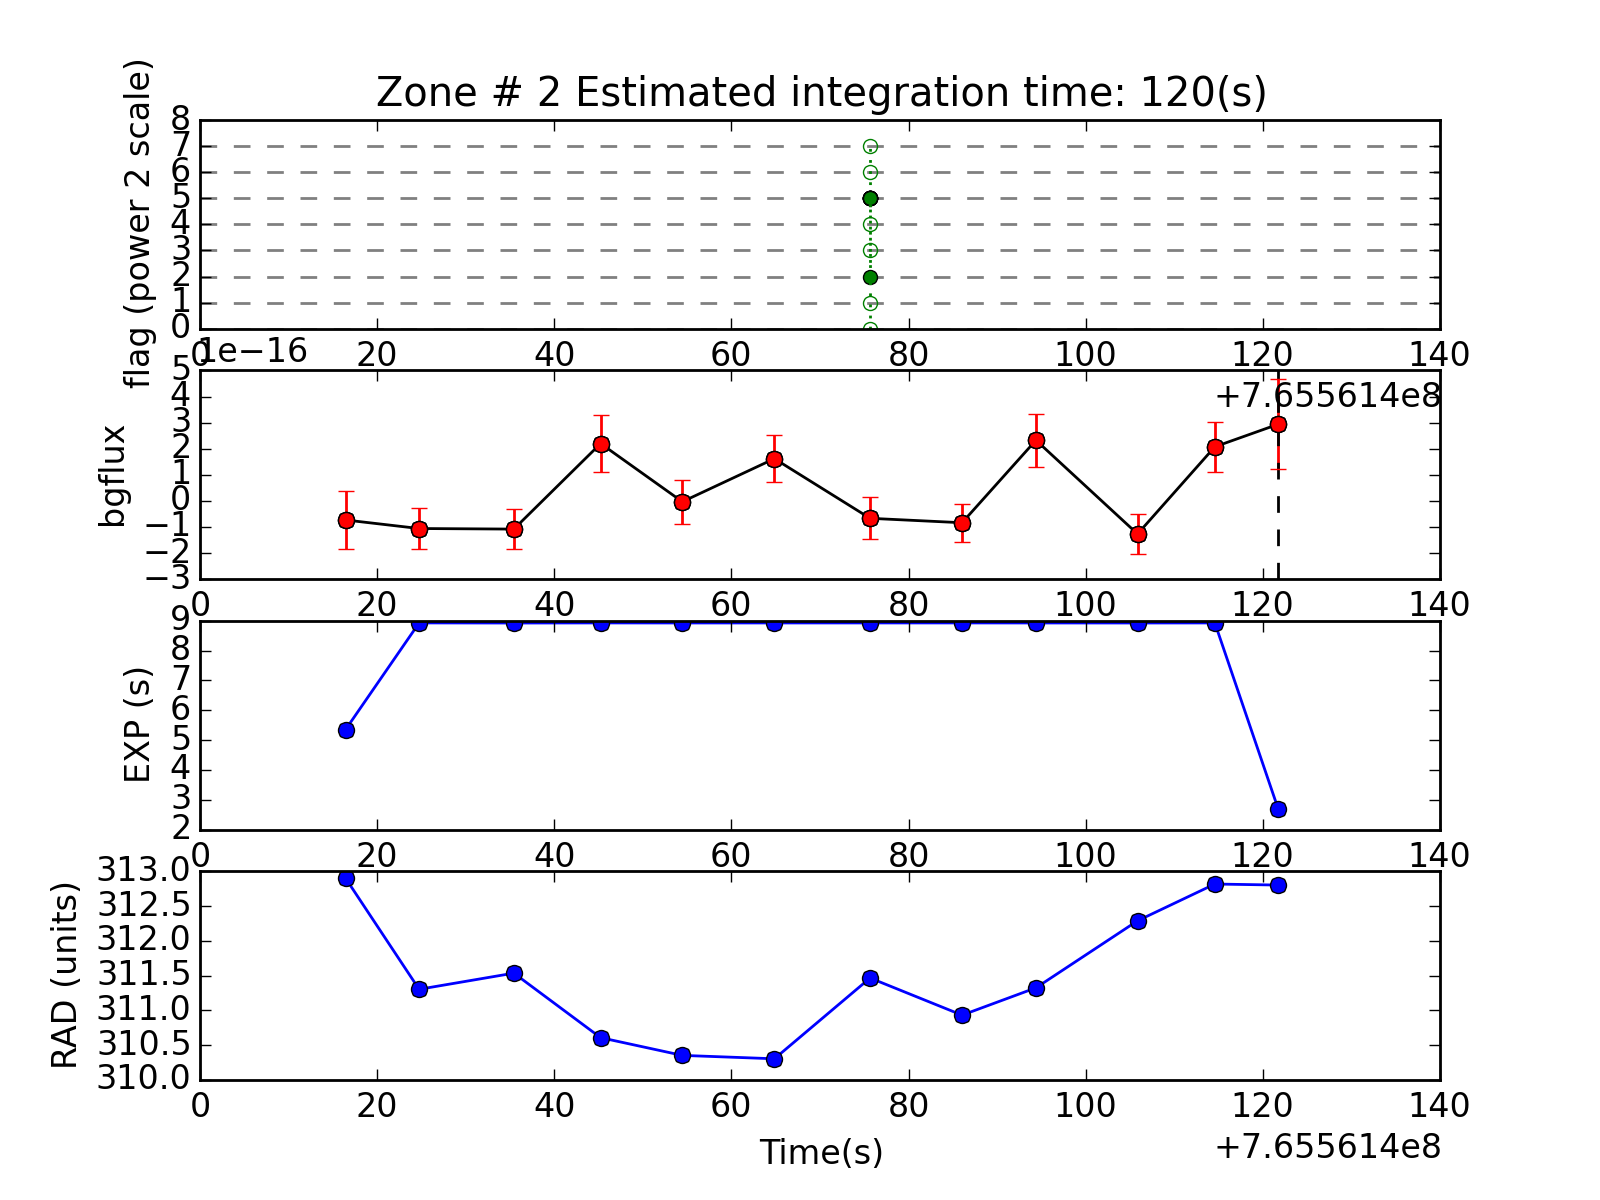 Zone # 2 Estimated integration time: 120(s)
flag (power 2 scale)
8
7
6
5
4
3
2
1
0
0 20 40 60 80 100 120 140
1e−16
+7.655614e8
bgflux
5
4
3
2
1
0
−1
−2
−3
0 20 40 60 80 100 120 140
EXP (s)
9
8
7
6
5
4
3
2
0 20 40 60 80 100 120 140
RAD (units)
313.0
312.5
312.0
311.5
311.0
310.5
310.0
0 20 40 60 80 100 120 140
Time(s)
+7.655614e8